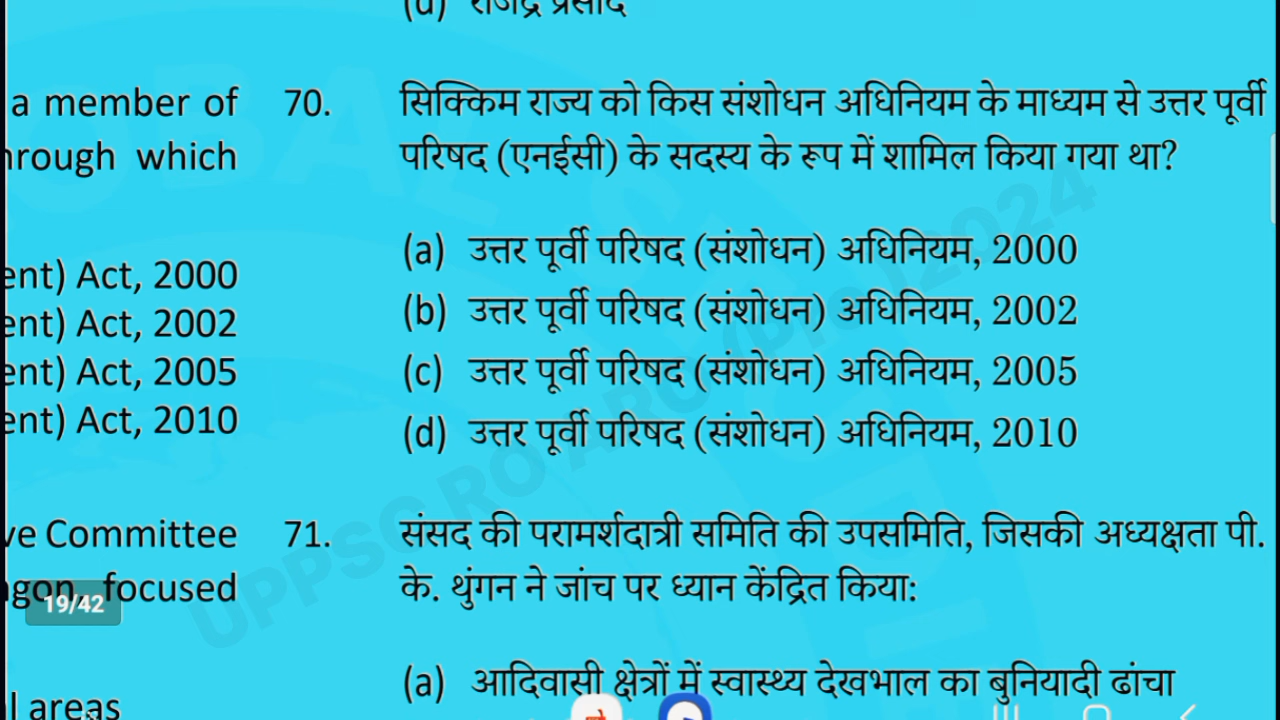 (d) राजेंद्र प्रसाद
a member of
hrough which
ent) Act, 2000
ent) Act, 2002
ent) Act, 2005
ent) Act, 2010
ve Committee
gon, focused
19/42
l areas
70. सिक्किम राज्य को किस संशोधन अधिनियम के माध्यम से उत्तर पूर्वी
परिषद (एनईसी) के सदस्य के रूप में शामिल किया गया था?
(a) उत्तर पूर्वी परिषद (संशोधन) अधिनियम, 2000
(b) उत्तर पूर्वी परिषद (संशोधन) अधिनियम, 2002
(c) उत्तर पूर्वी परिषद (संशोधन) अधिनियम, 2005
(d) उत्तर पूर्वी परिषद (संशोधन) अधिनियम, 2010
71. संसद की परामर्शदात्री समिति की उपसमिति, जिसकी अध्यक्षता पी.
के. थुंगन ने जांच पर ध्यान केंद्रित किया:
(a) आदिवासी क्षेत्रों में स्वास्थ्य देखभाल का बुनियादी ढांचा